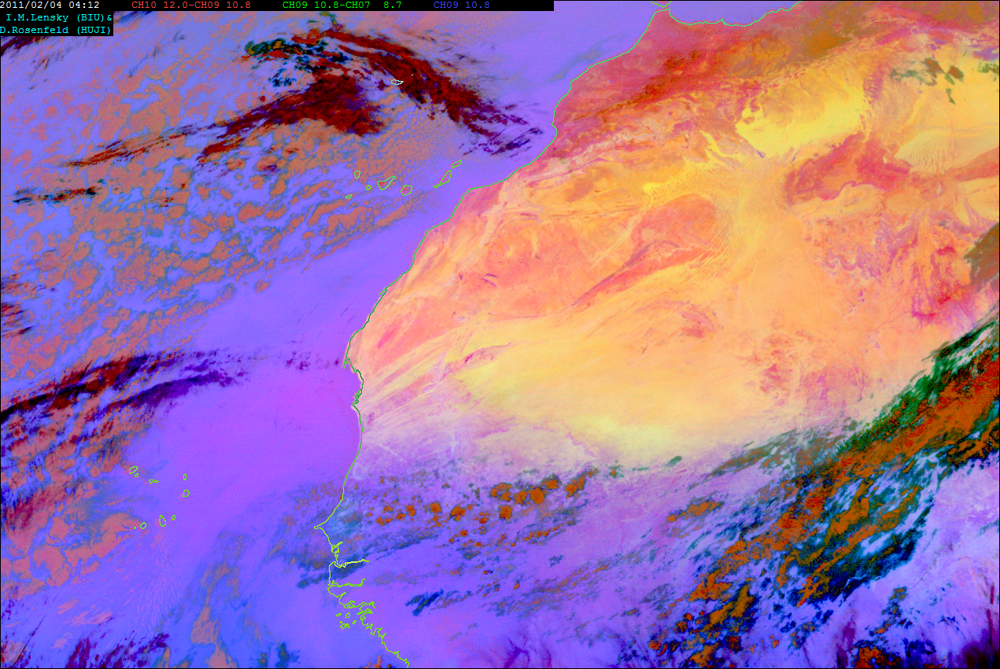 2011/02/04 04:12 CH10 12.0-CH09 10.8 CH09 10.8-CH07 8.7 CH09 10.8
I.M.Lensky (BIU)&
D.Rosenfeld (HUJI)